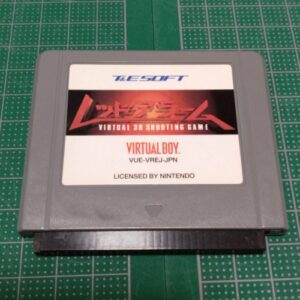 T&E SOFT
レッドアラーム
VIRTUAL 3D SHOOTING GAME
VIRTUAL BOY
VUE-VREJ-JPN
LICENSED BY NINTENDO